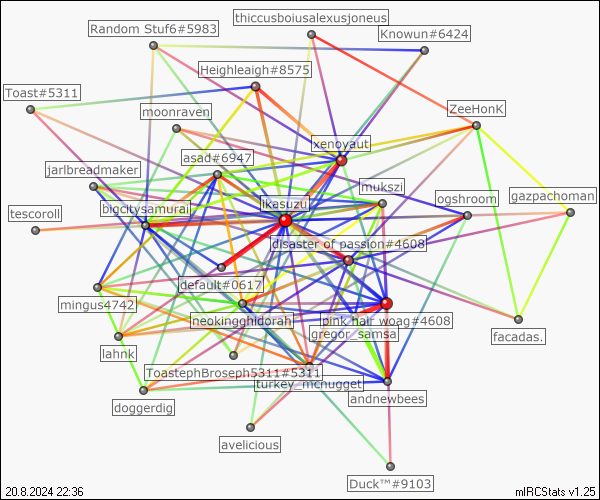 thiccusboiusalexusjoneus
Random Stuf6#5983
Knowun#6424
Heighleaigh#8575
Toast#5311
moonraven
ZeeHonK
xenoyaut
asad#6947
jarlbreadmaker
mukszi
ogshroom
gazpachoman
ikasuzu
bigcitysamurai
tescoroll
disaster of passion#4608
default#0617
mingus4742
neokingghidorah
pink hair woag#4608
gregor_samsa
facadas.
lahnk
ToastephBroseph5311#5311
turkey_mcnugget
andrewbees
doggerdig
avelicious
Duck™#9103
20.8.2024 22:36
mIRCStats v1.25